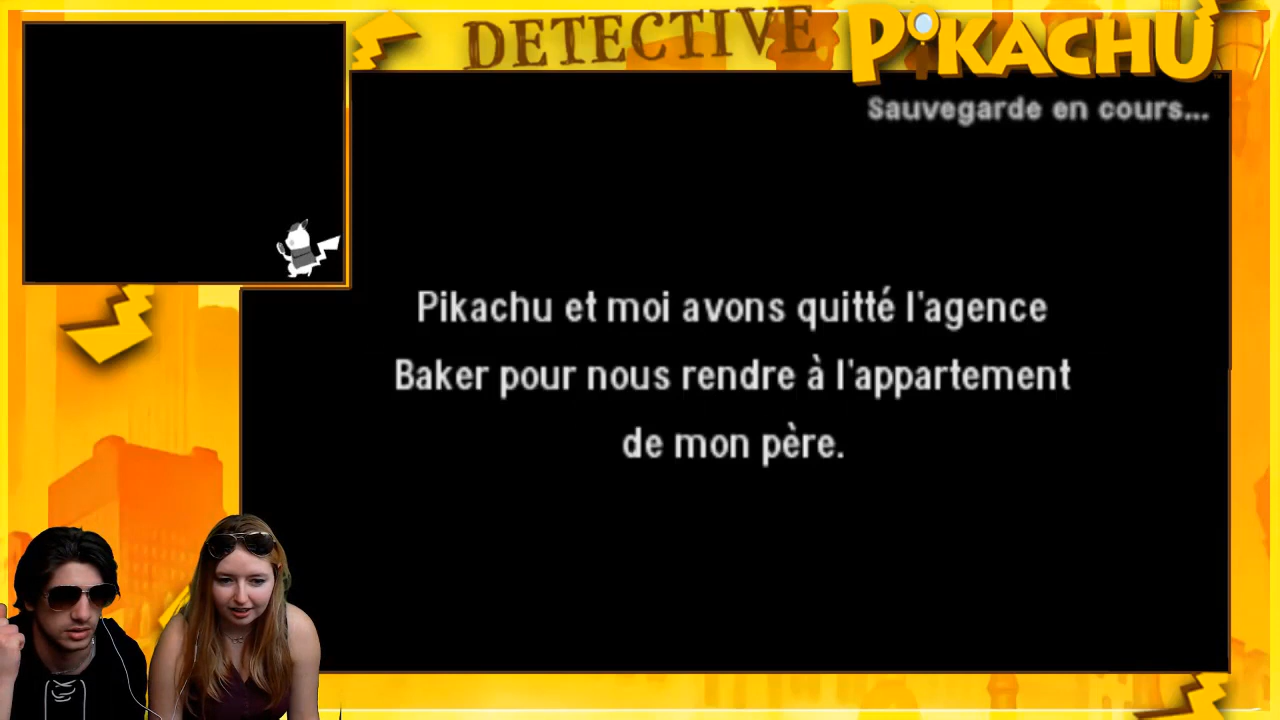 DETECTIVE PIKACHU
Sauvegarde en cours...
Pikachu et moi avons quitté l'agence
Baker pour nous rendre à l'appartement
de mon père.